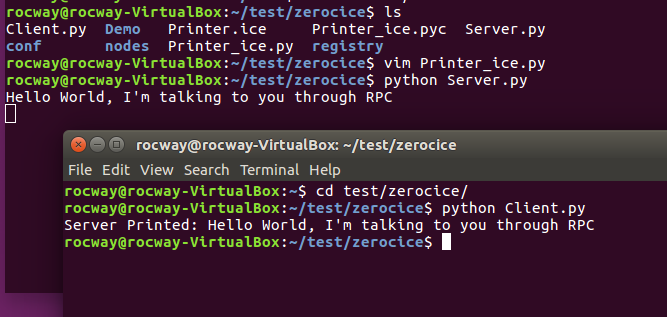 rocway@rocway-VirtualBox:~/test/zerocice$ ls
Client.py  Demo   Printer.ice     Printer_ice.pyc  Server.py
conf       nodes  Printer_ice.py  registry
rocway@rocway-VirtualBox:~/test/zerocice$ vim Printer_ice.py
rocway@rocway-VirtualBox:~/test/zerocice$ python Server.py
Hello World, I'm talking to you through RPC
rocway@rocway-VirtualBox: ~/test/zerocice
File Edit View Search Terminal Help
rocway@rocway-VirtualBox:~$ cd test/zerocice/
rocway@rocway-VirtualBox:~/test/zerocice$ python Client.py
Server Printed: Hello World, I'm talking to you through RPC
rocway@rocway-VirtualBox:~/test/zerocice$